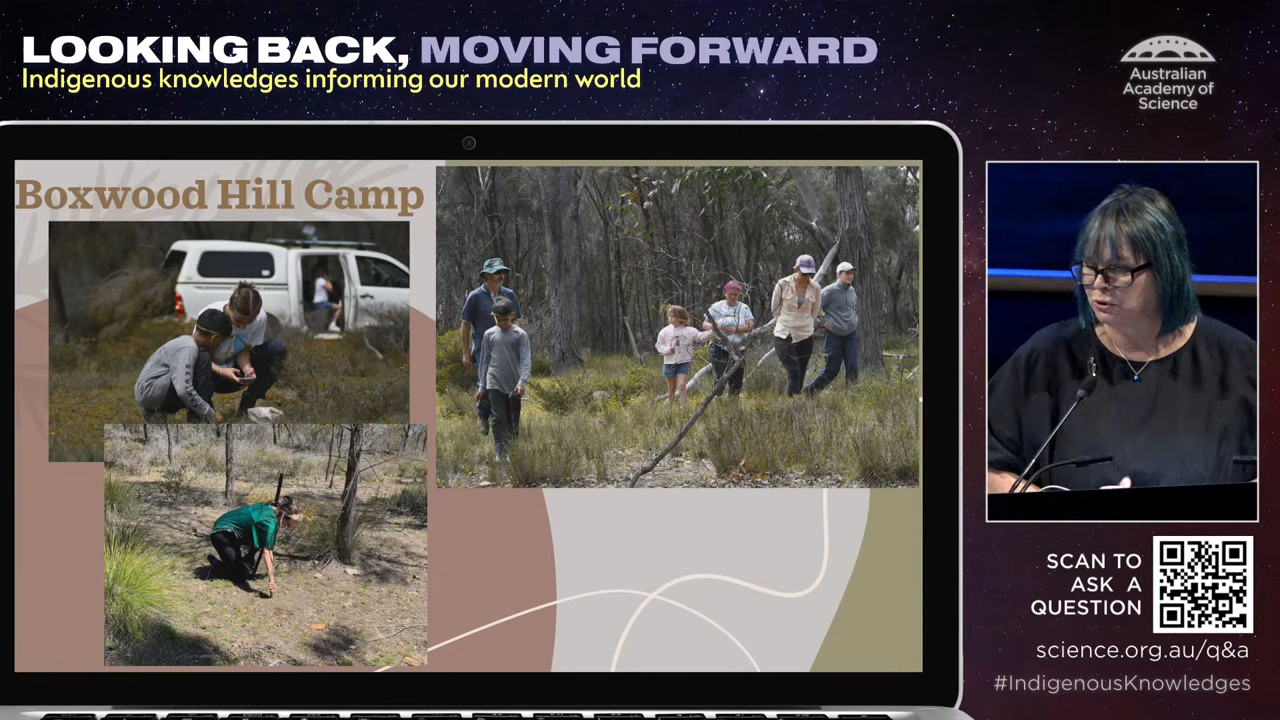 LOOKING BACK, MOVING FORWARD
Indigenous knowledges informing our modern world
Australian
Academy of
Science
Boxwood Hill Camp
SCAN TO
ASK A
QUESTION
science.org.au/q&a
#IndigenousKnowledges